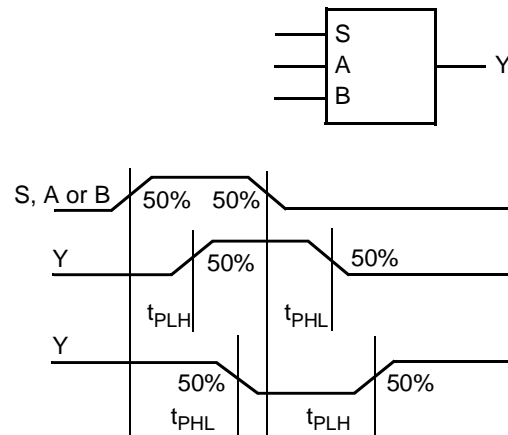 S
A Y
B
S, A or B 50% 50%
Y 50% 50%
tPLH tPHL
Y
50% 50%
tPHL tPLH